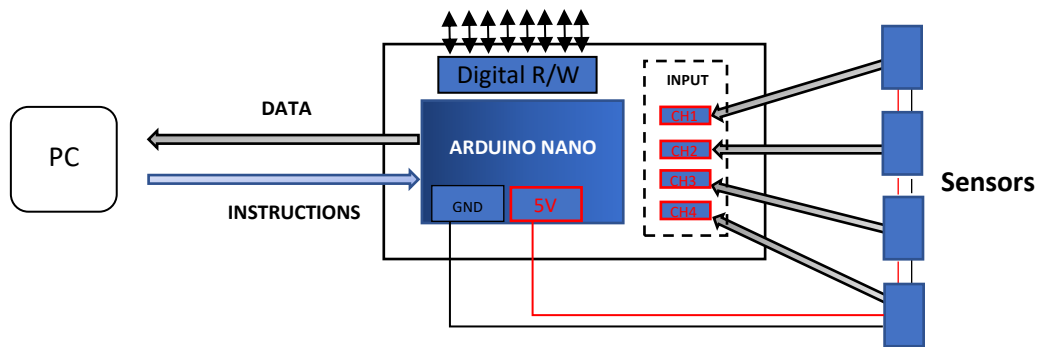 Digital R/W
INPUT
DATA
CH1
PC
ARDUINO NANO
CH2
CH3
Sensors
INSTRUCTIONS
GND
5V
CH4